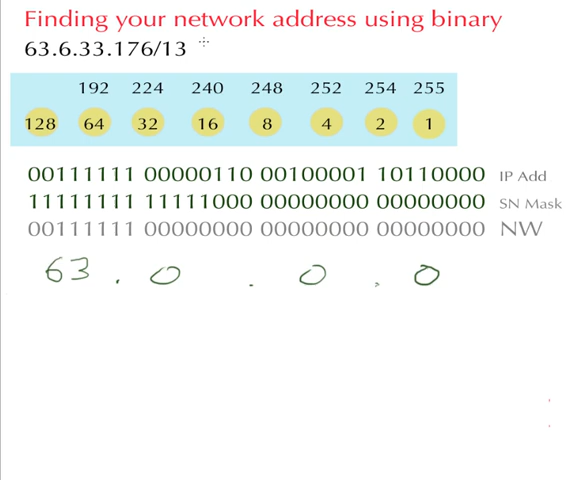 Finding your network address using binary
63.6.33.176/13
192 224 240 248 252 254 255
128 64 32 16 8 4 2 1
00111111 00000110 00100001 10110000 IP Add
11111111 11111000 00000000 00000000 SN Mask
00111111 00000000 00000000 00000000 NW
63 . 0 . 0 . 0